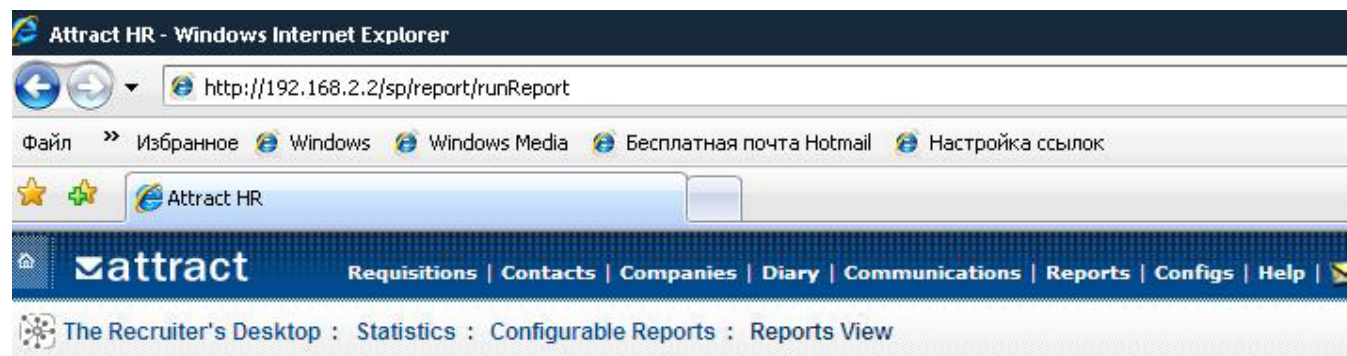 Attract HR - Windows Internet Explorer
http://192.168.2.2/sp/report/runReport
Файл » Избранное Windows Windows Media Бесплатная почта Hotmail Настройка ссылок
Attract HR
attract Requisitions | Contacts | Companies | Diary | Communications | Reports | Configs | Help |
The Recruiter's Desktop : Statistics : Configurable Reports : Reports View